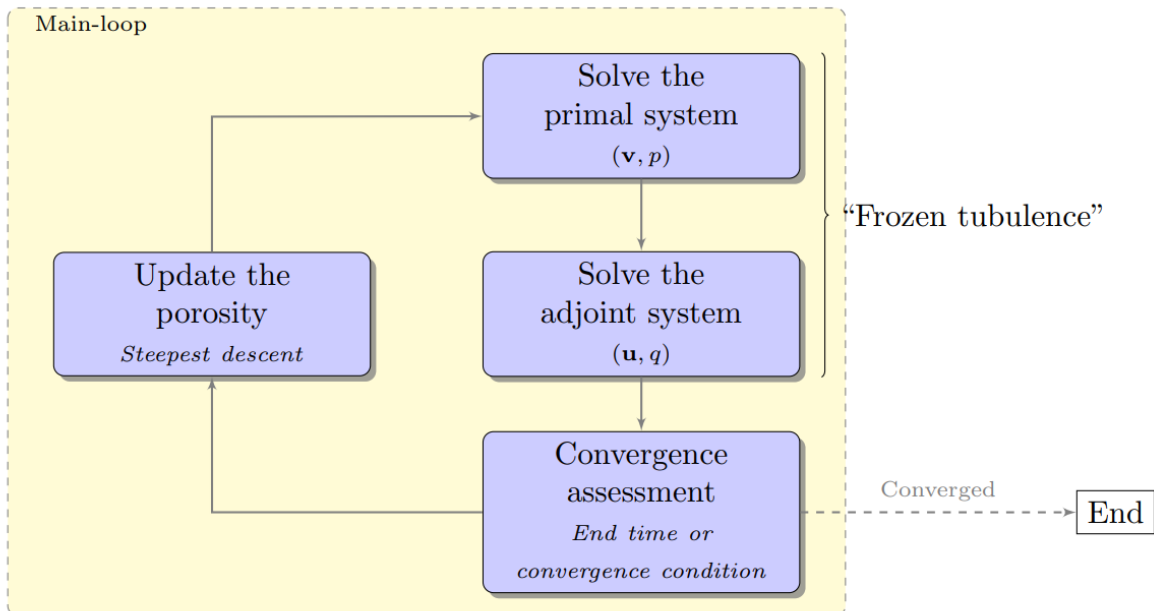 Main-loop
Solve the
primal system
(v, p)
“Frozen tubulence”
Solve the
adjoint system
(u, q)
Update the
porosity
Steepest descent
Convergence
assessment
End time or
convergence condition
Converged
End